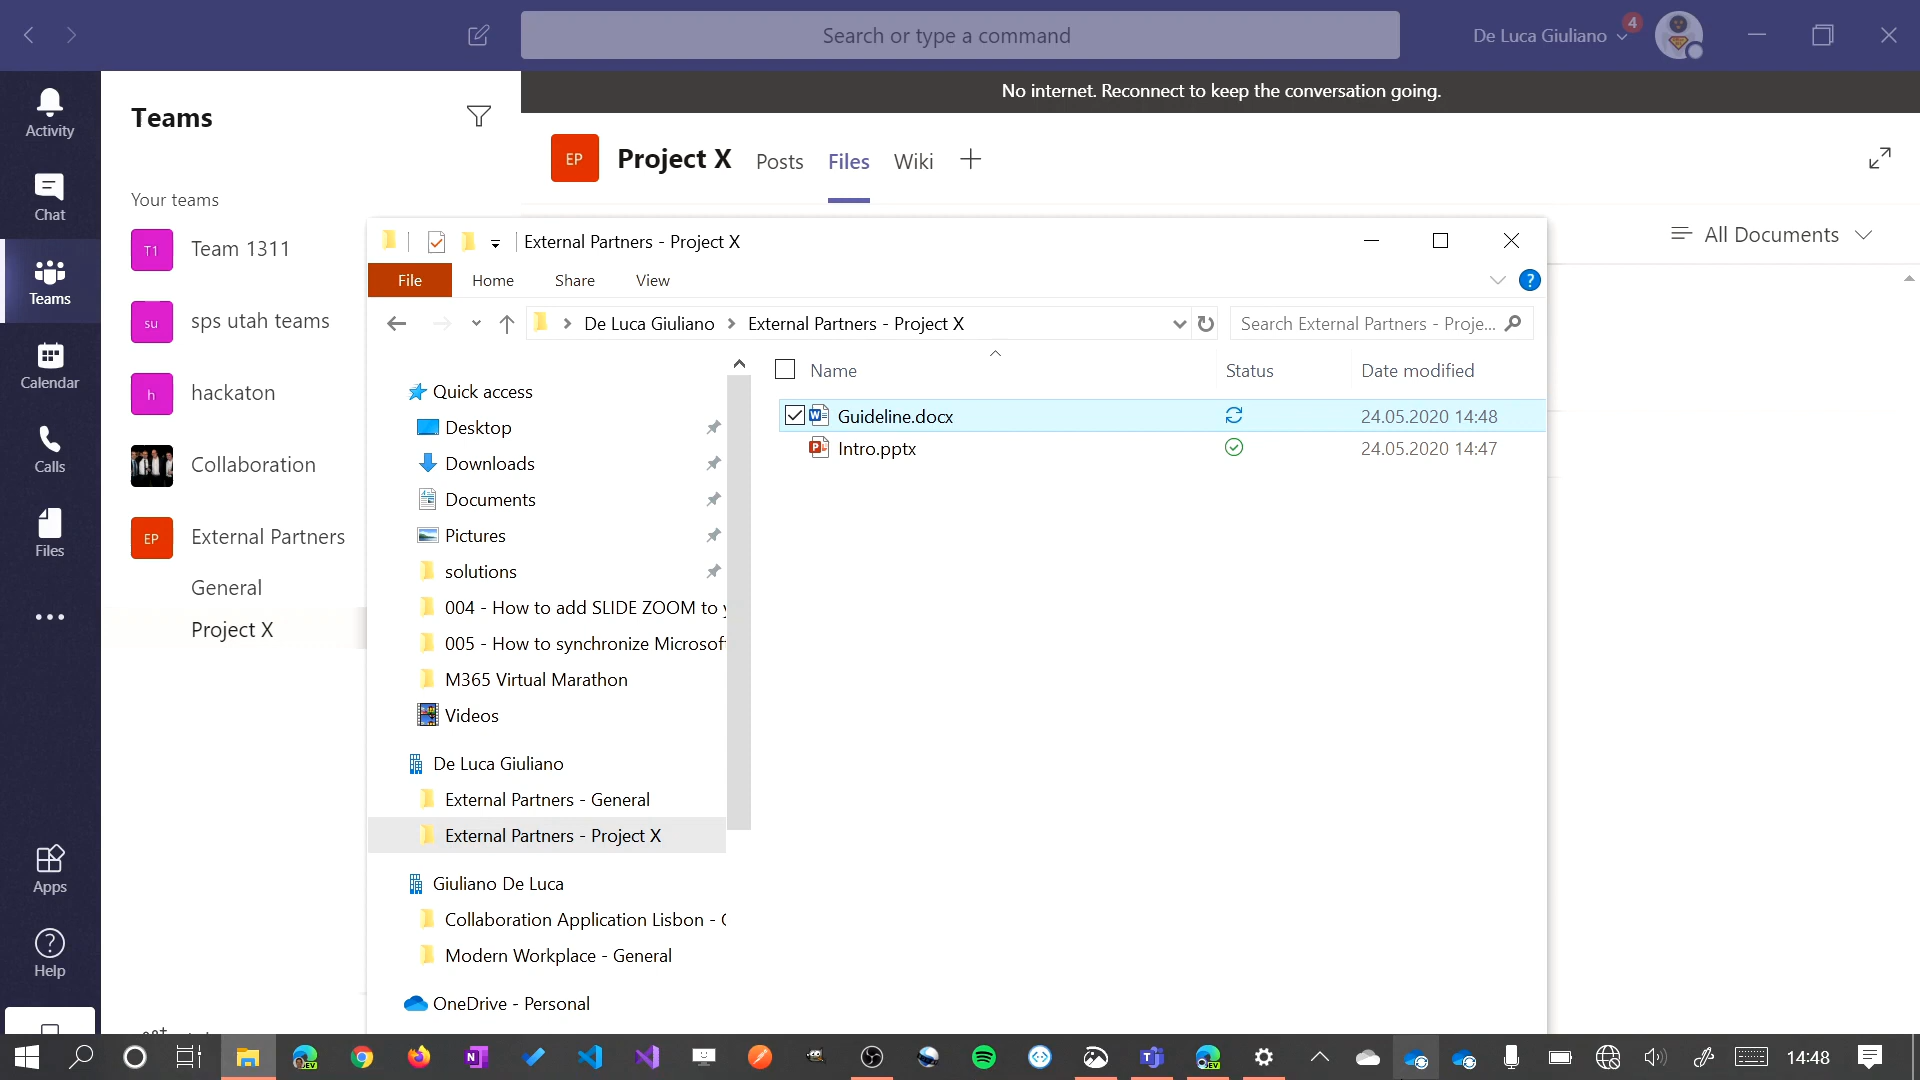 Search or type a command
De Luca Giuliano
4
No internet. Reconnect to keep the conversation going.
Activity
Chat
Teams
Calendar
Calls
Files
Apps
Help
Teams
Your teams
T1 Team 1311
su sps utah teams
h hackaton
Collaboration
EP External Partners
General
Project X
EP Project X Posts Files Wiki
All Documents
External Partners - Project X
File Home Share View
?
De Luca Giuliano External Partners - Project X
Search External Partners - Proje...
Quick access
Desktop
Downloads
Documents
Pictures
solutions
004 - How to add SLIDE ZOOM to
005 - How to synchronize Microsof
M365 Virtual Marathon
Videos
De Luca Giuliano
External Partners - General
External Partners - Project X
Giuliano De Luca
Collaboration Application Lisbon -
Modern Workplace - General
OneDrive - Personal
Name Status Date modified
Guideline.docx 24.05.2020 14:48
Intro.pptx 24.05.2020 14:47
14:48